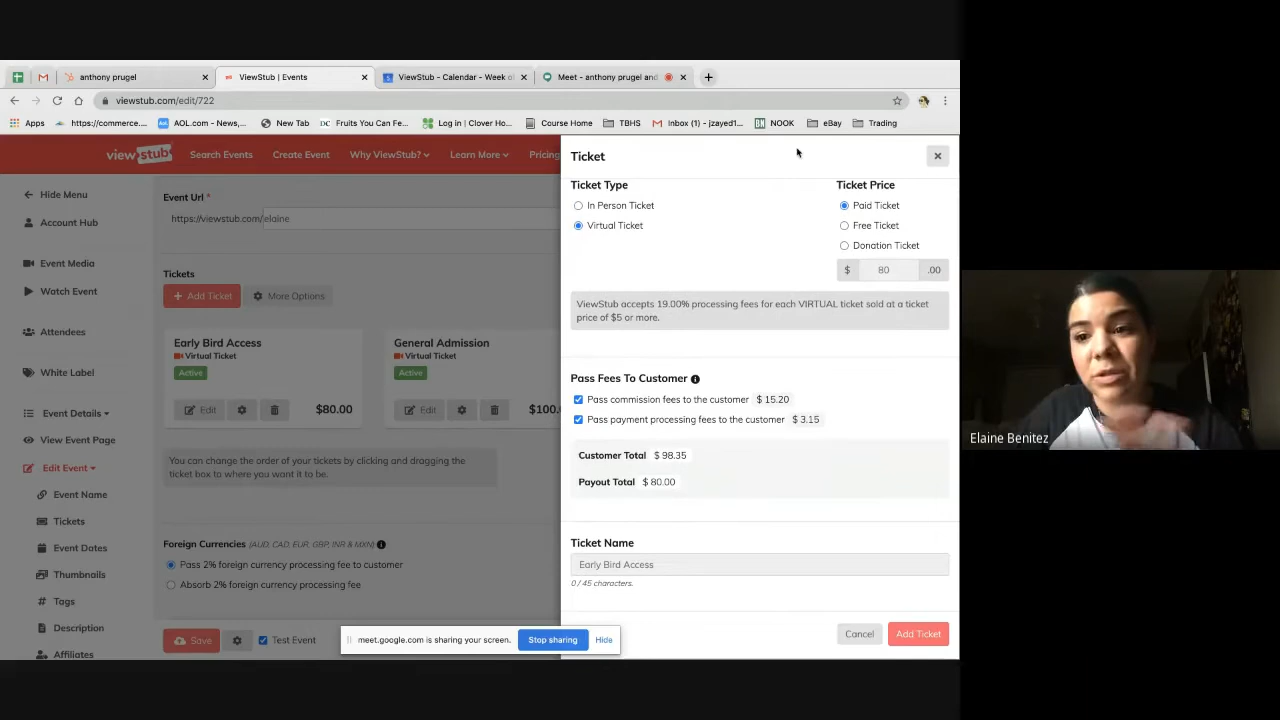 anthony prugel
ViewStub | Events
ViewStub - Calendar - Week o
Meet - anthony prugel and
viewstub.com/edit/722
Apps
https://commerce....
AOL.com - News,...
New Tab
Fruits You Can Fe...
Log in | Clover Ho...
Course Home
TBHS
Inbox (1) - jzayed1...
NOOK
eBay
Trading
view stub
Search Events
Create Event
Why ViewStub?
Learn More
Pricing
Hide Menu
Account Hub
Event Media
Watch Event
Attendees
White Label
Event Details
View Event Page
Edit Event
Event Name
Tickets
Event Dates
Thumbnails
Tags
Description
Affiliates
Event Url *
https://viewstub.com/elaine
Tickets
+ Add Ticket
More Options
Early Bird Access
Virtual Ticket
Active
Edit
$80.00
General Admission
Virtual Ticket
Active
Edit
$100.
You can change the order of your tickets by clicking and dragging the
ticket box to where you want it to be.
Foreign Currencies (AUD, CAD, EUR, GBP, INR & MXN)
Pass 2% foreign currency processing fee to customer
Absorb 2% foreign currency processing fee
Save
Test Event
meet.google.com is sharing your screen.
Stop sharing
Hide
Ticket
Ticket Type
In Person Ticket
Virtual Ticket
Ticket Price
Paid Ticket
Free Ticket
Donation Ticket
$ 80 .00
ViewStub accepts 19.00% processing fees for each VIRTUAL ticket sold at a ticket
price of $5 or more.
Pass Fees To Customer
Pass commission fees to the customer $ 15.20
Pass payment processing fees to the customer $ 3.15
Customer Total $ 98.35
Payout Total $ 80.00
Ticket Name
Early Bird Access
0 / 45 characters.
Cancel
Add Ticket
Elaine Benitez